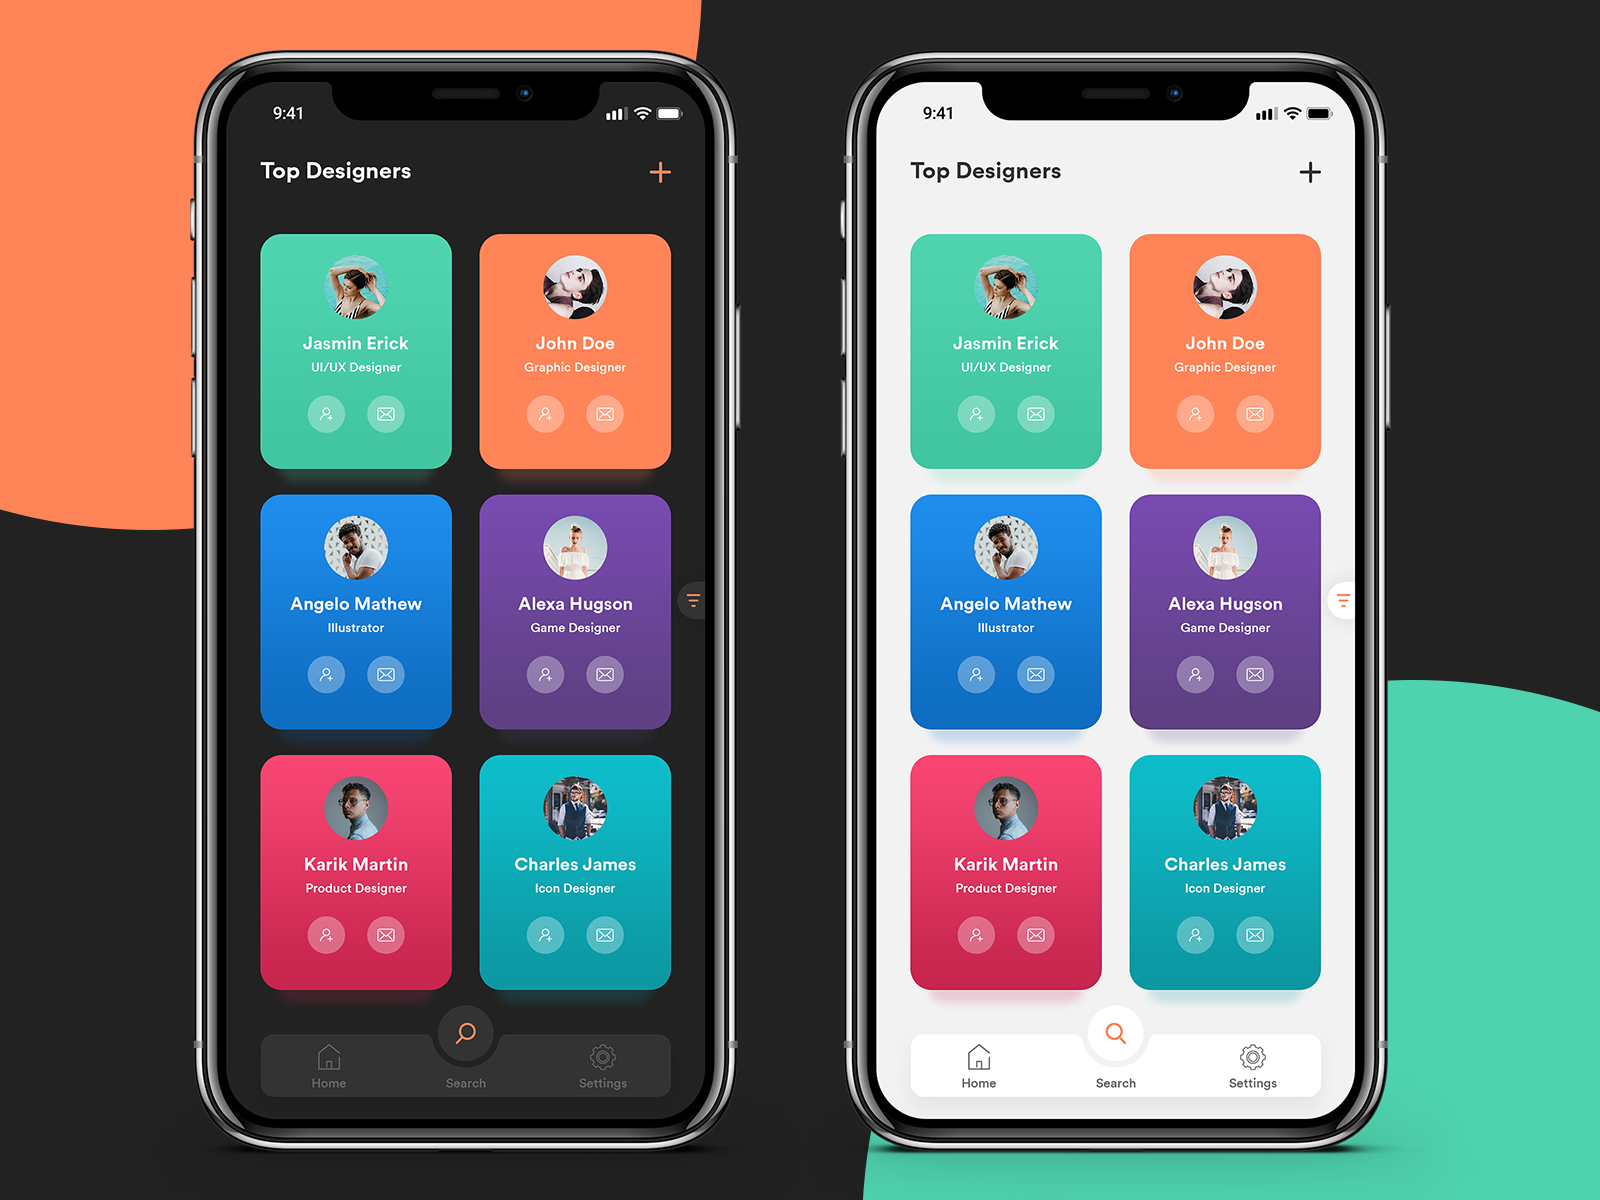 9:41
Top Designers
Jasmin Erick
UI/UX Designer
John Doe
Graphic Designer
Angelo Mathew
Illustrator
Alexa Hugson
Game Designer
Karik Martin
Product Designer
Charles James
Icon Designer
Home
Search
Settings
9:41
Top Designers
Jasmin Erick
UI/UX Designer
John Doe
Graphic Designer
Angelo Mathew
Illustrator
Alexa Hugson
Game Designer
Karik Martin
Product Designer
Charles James
Icon Designer
Home
Search
Settings